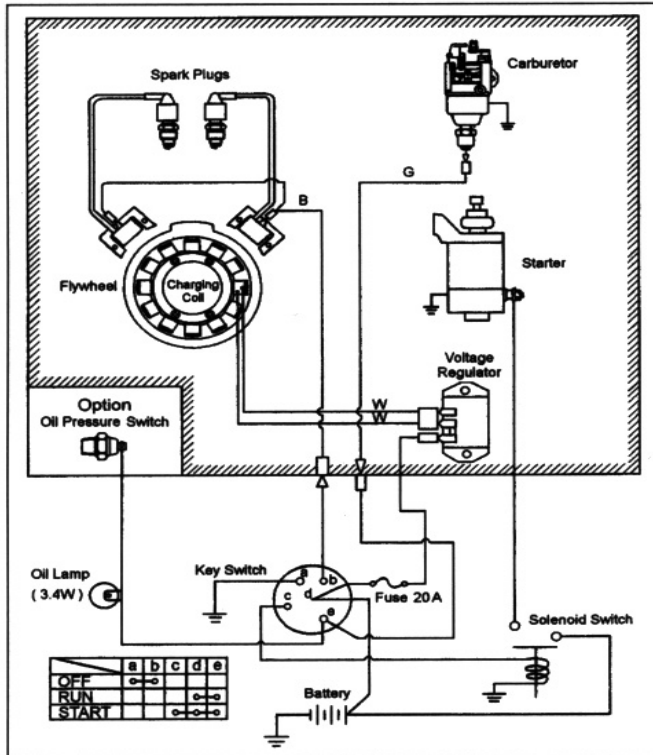 Spark Plugs
Carburetor
G
B
Starter
Flywheel
Charging
Coil
Voltage
Regulator
W
W
Option
Oil Pressure Switch
Key Switch
a
b
c
d
e
Oil Lamp
( 3.4W )
Fuse 20A
Solenoid Switch
a b c d e
OFF
RUN
START
Battery